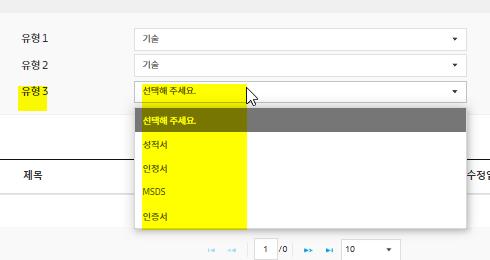 유형1 기술
유형2 기술
유형3 선택해 주세요.
선택해 주세요.
성적서
제목 인정서 수정일
MSDS
인증서
1 /0 10